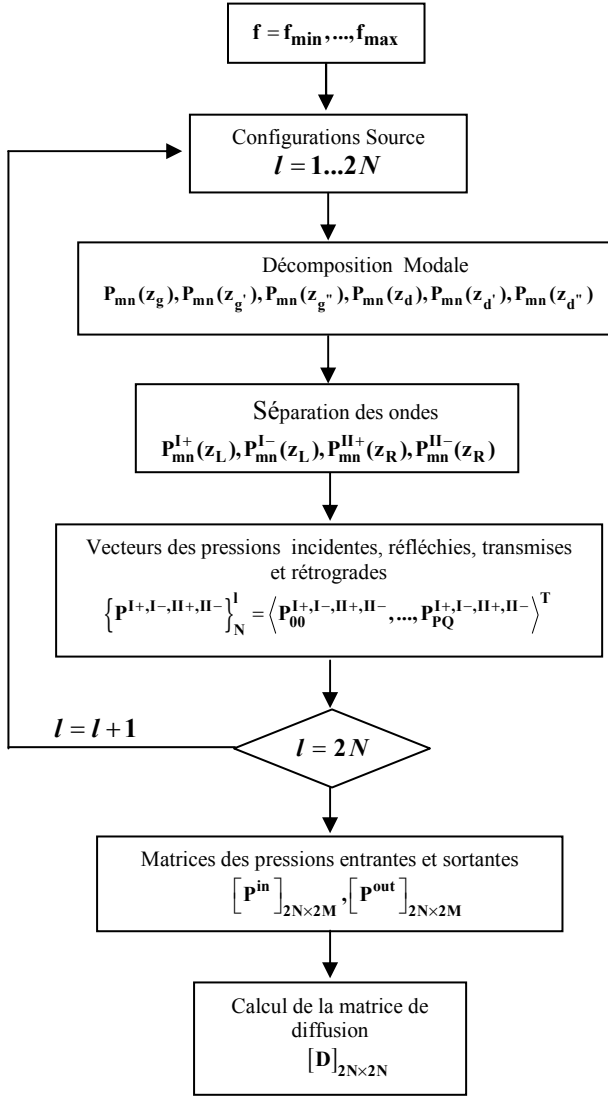 f = f_min,...,f_max
Configurations Source
l = 1...2N
Décomposition Modale
P_mn(z_g), P_mn(z_g'), P_mn(z_g"), P_mn(z_d), P_mn(z_d'), P_mn(z_d")
Séparation des ondes
P_mn^I+(z_L), P_mn^I−(z_L), P_mn^II+(z_R), P_mn^II−(z_R)
Vecteurs des pressions incidentes, réfléchies, transmises
et rétrogrades
{P^I+,I−,II+,II−}_N^l = ⟨P_00^I+,I−,II+,II−,...,P_PQ^I+,I−,II+,II−⟩^T
l = l + 1
l = 2N
Matrices des pressions entrantes et sortantes
[P^in]_2N×2M, [P^out]_2N×2M
Calcul de la matrice de
diffusion
[D]_2N×2N